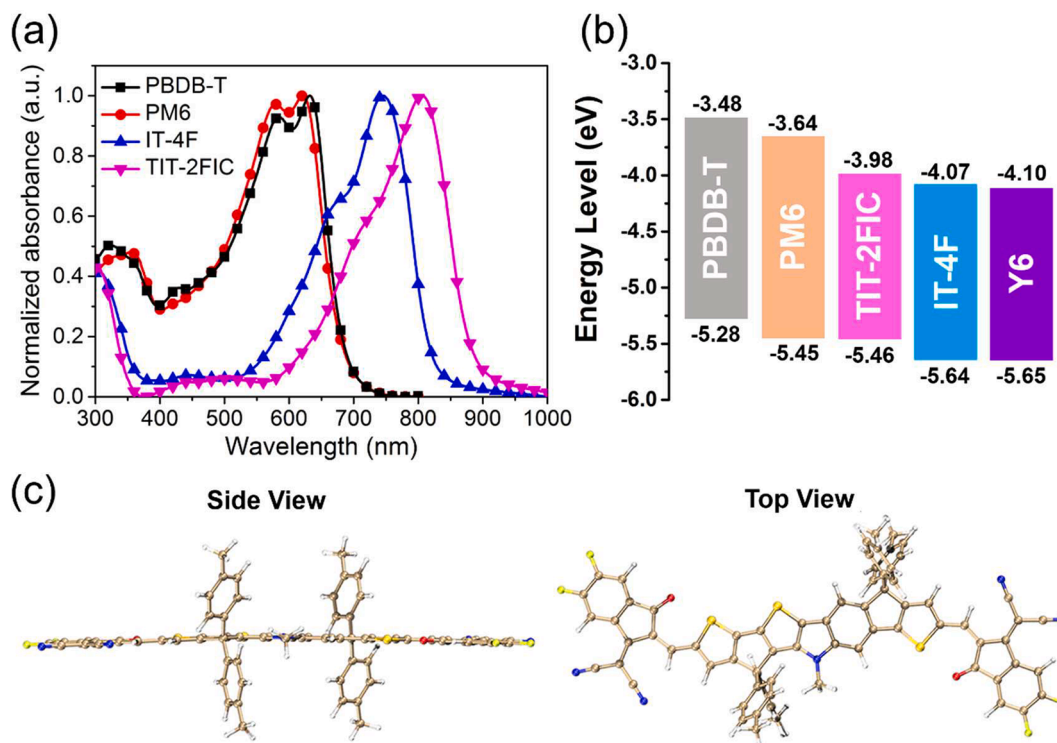 (a)
Normalized absorbance (a.u.)
1.0
0.8
0.6
0.4
0.2
0.0
PBDB-T
PM6
IT-4F
TIT-2FIC
300 400 500 600 700 800 900 1000
Wavelength (nm)
(b)
Energy Level (eV)
-3.0
-3.5
-4.0
-4.5
-5.0
-5.5
-6.0
-3.48
PBDB-T
-5.28
-3.64
PM6
-5.45
-3.98
TIT-2FIC
-5.46
-4.07
IT-4F
-5.64
-4.10
Y6
-5.65
(c)
Side View
Top View